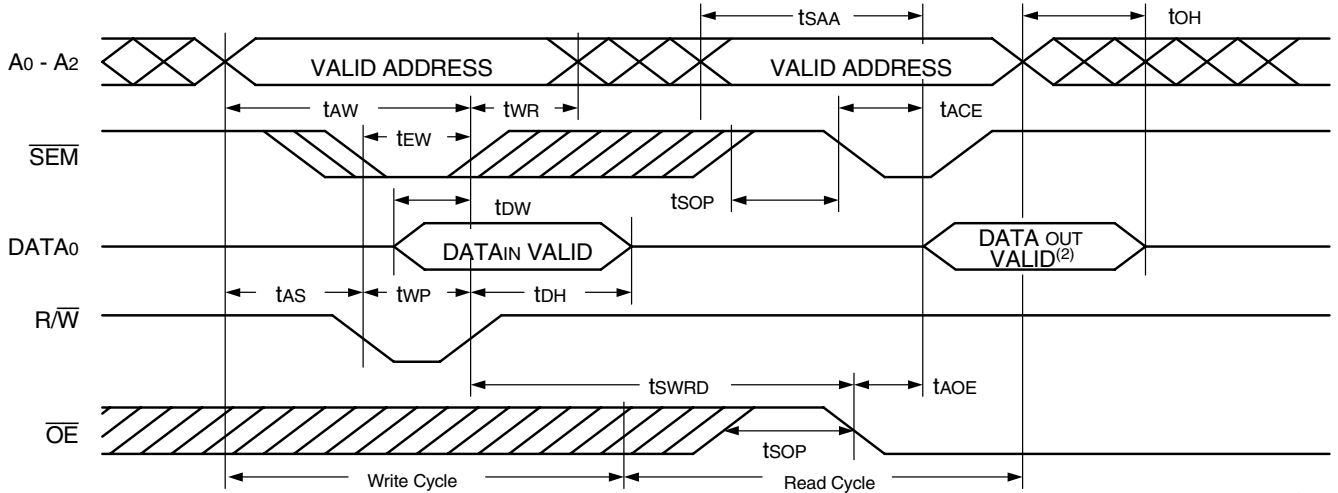 tSAA
tOH
A0 - A2
VALID ADDRESS
VALID ADDRESS
tAW
tWR
tACE
SEM
tEW
tDW
tSOP
DATA0
DATAIN VALID
DATA OUT
VALID(2)
tAS
tWP
tDH
R/W
tSWRD
tAOE
OE
tSOP
Write Cycle
Read Cycle